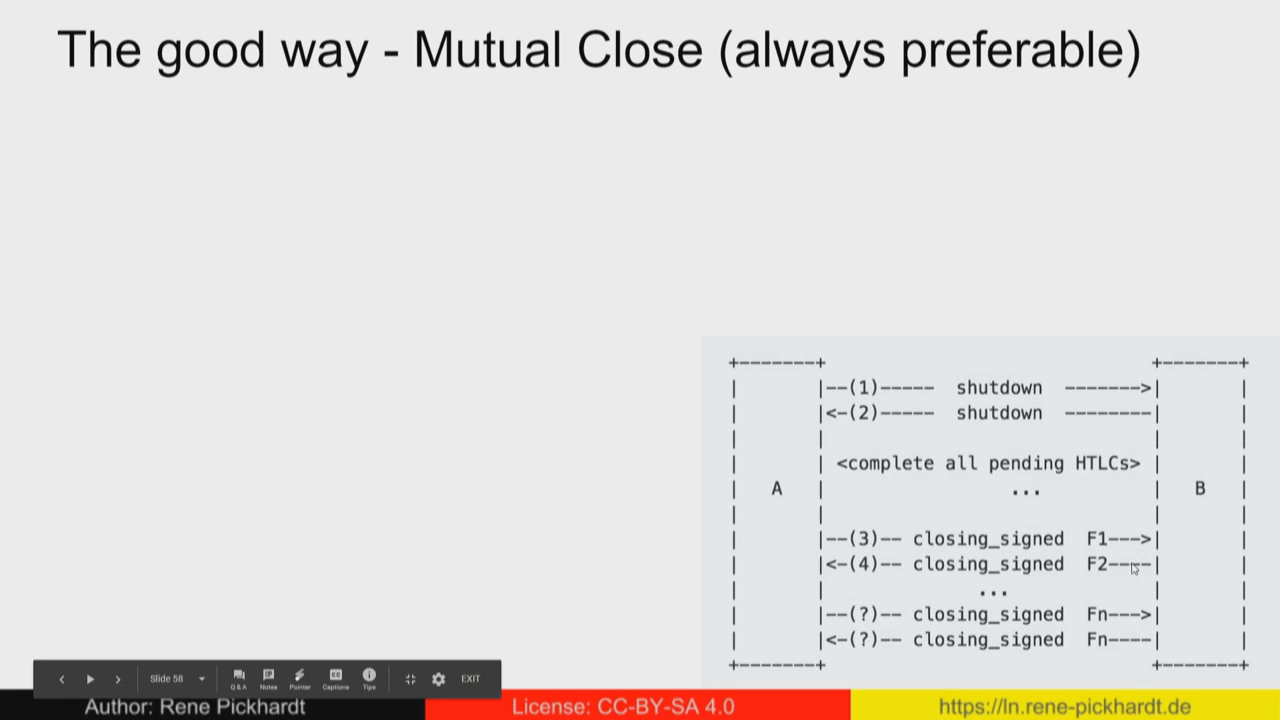 The good way - Mutual Close (always preferable)
+-------+                               +-------+
|       |--(1)-----  shutdown  ------->|       |
|       |<-(2)-----  shutdown  --------|       |
|       |                              |       |
|       | <complete all pending HTLCs> |       |
|   A   |                 ...          |   B   |
|       |                              |       |
|       |--(3)-- closing_signed  F1--->|       |
|       |<-(4)-- closing_signed  F2----|       |
|       |              ...             |       |
|       |--(?)-- closing_signed  Fn--->|       |
|       |<-(?)-- closing_signed  Fn----|       |
+-------+                              +-------+
Slide 58
Q&A Notes Pointer Captions Tips
EXIT
Author: Rene Pickhardt
License: CC-BY-SA 4.0
https://ln.rene-pickhardt.de